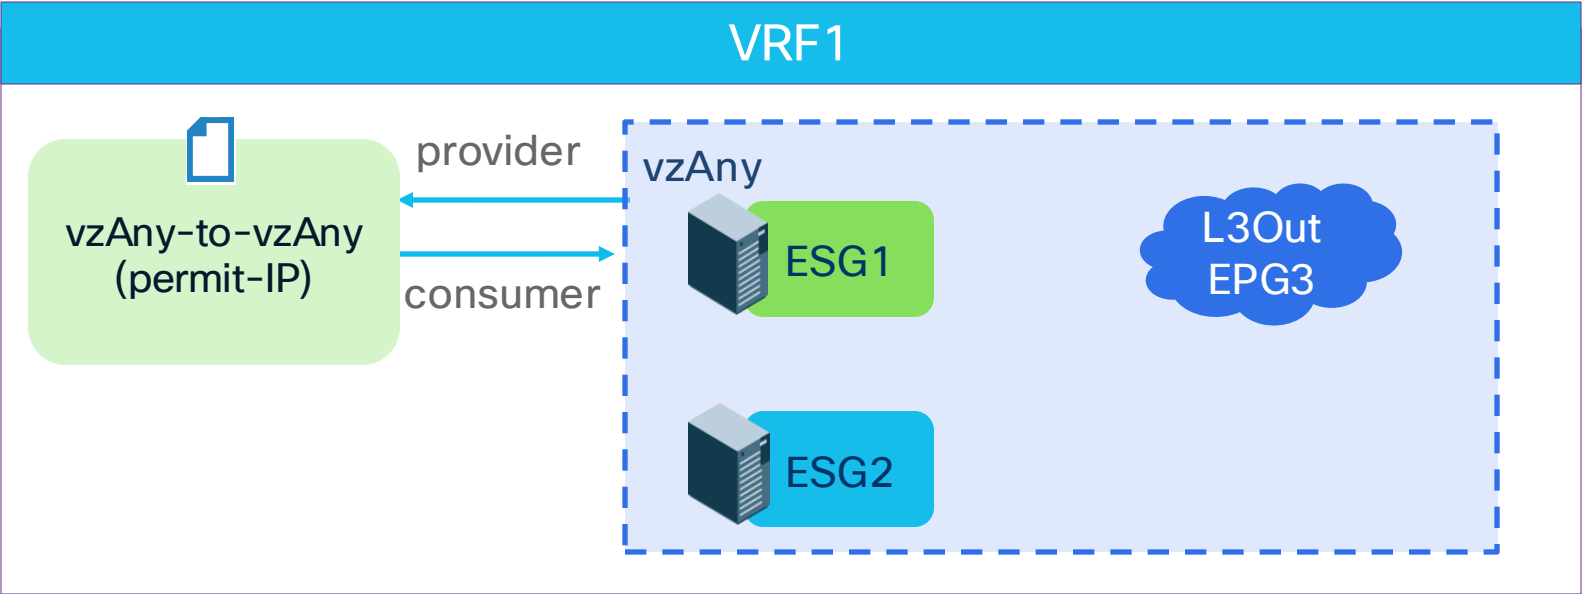 VRF1
provider
vzAny-to-vzAny
(permit-IP)
consumer
vzAny
ESG1
L3Out
EPG3
ESG2